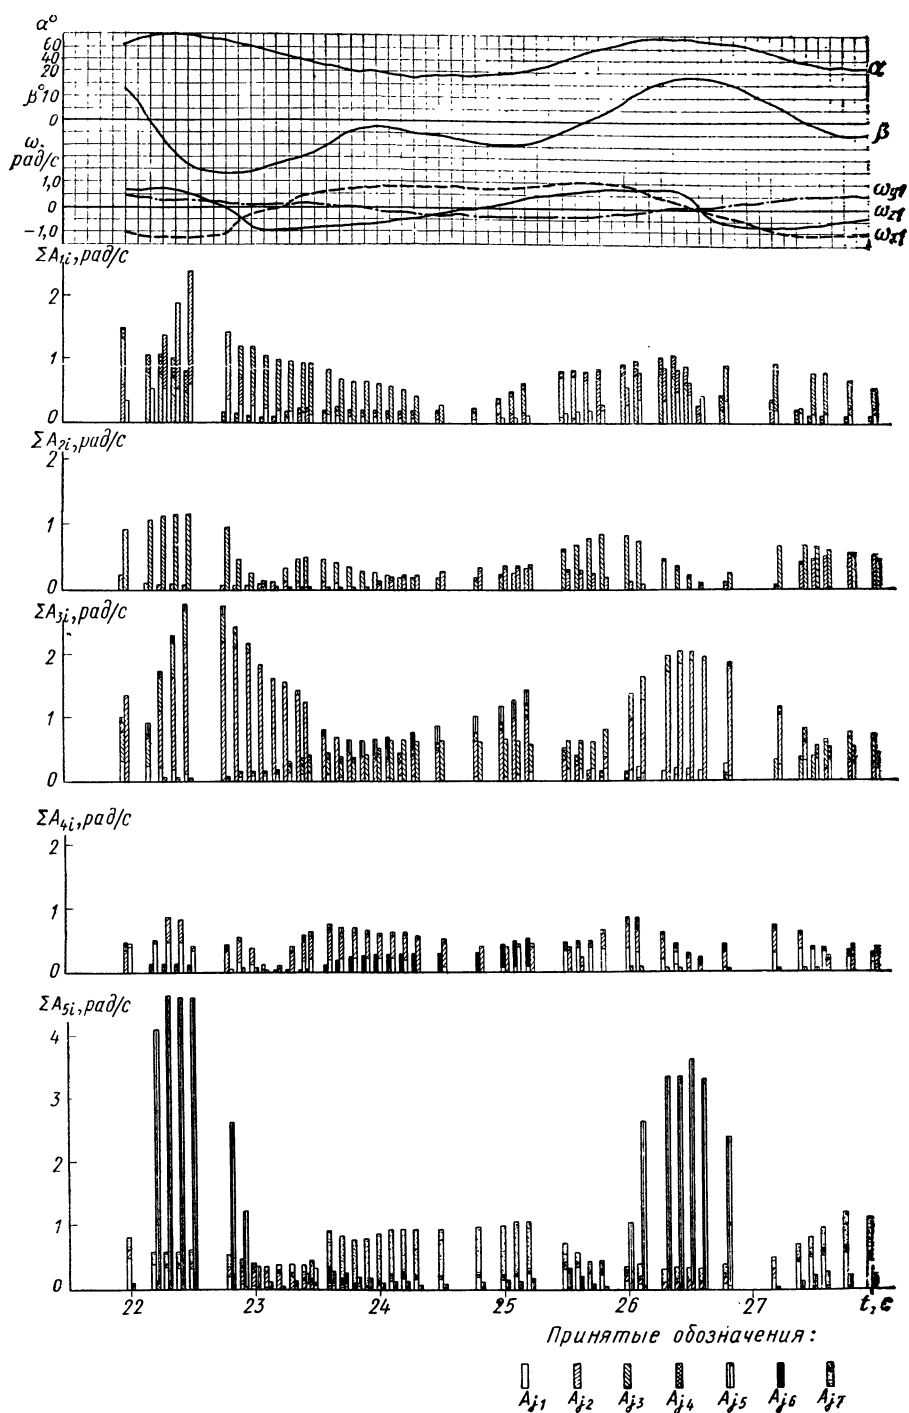 α°
60
40
20
β°10
0
ω,
рад/с
1,0
0
-1,0
α
β
ωy1
ωz1
ωx1
ΣA1i, рад/с
2
1
0
ΣA2i, рад/с
2
1
0
ΣA3i, рад/с
2
1
0
ΣA4i, рад/с
2
1
0
ΣA5i, рад/с
4
3
2
1
0
22 23 24 25 26 27 t, с
Принятые обозначения:
Aj1 Aj2 Aj3 Aj4 Aj5 Aj6 Aj7